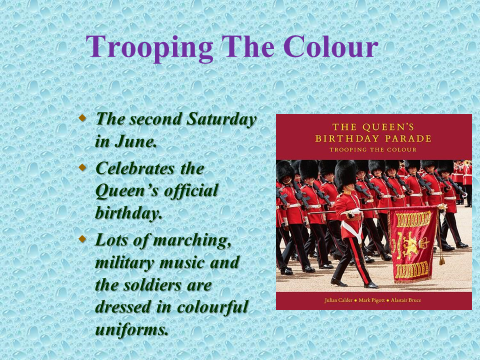 Trooping The Colour
The second Saturday
in June.
Celebrates the
Queen's official
birthday.
Lots of marching,
military music and
the soldiers are
dressed in colourful
uniforms.
THE QUEEN'S
BIRTHDAY PARADE
TROOPING THE COLOUR
Julian Calder ● Mark Pigott ● Alastair Bruce